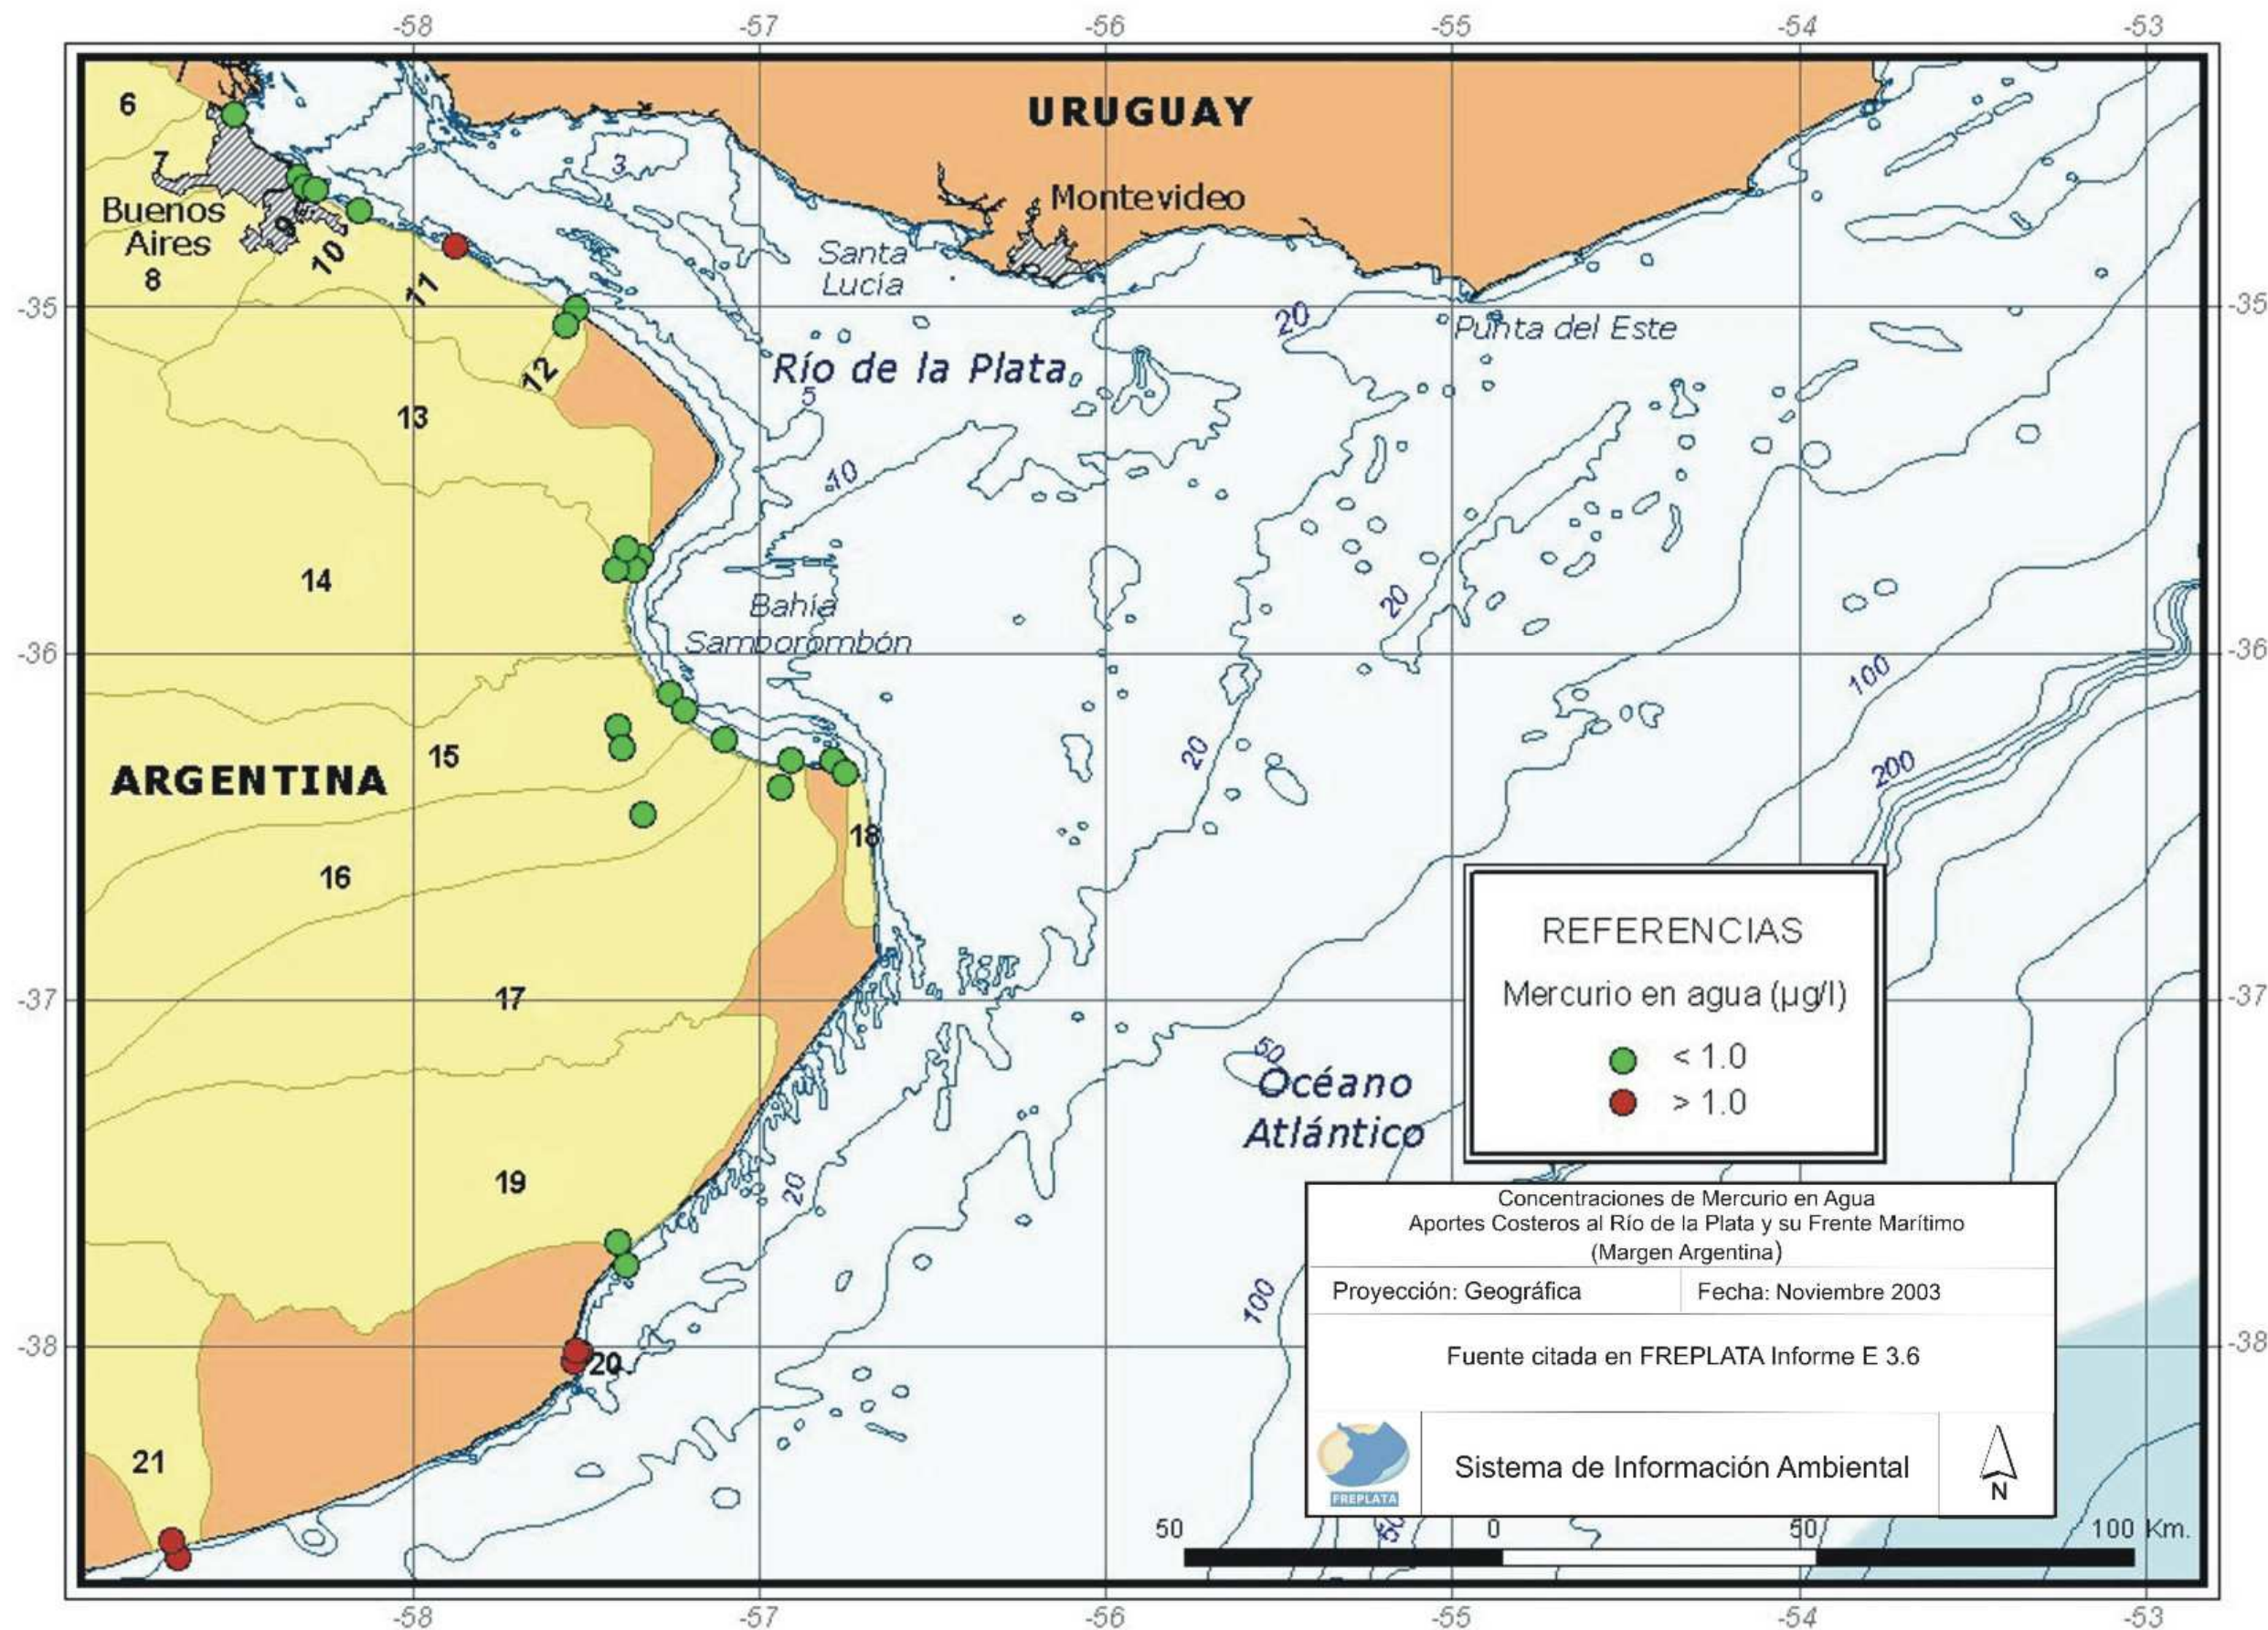 -58 -57 -56 -55 -54 -53
6
URUGUAY
3
7
Montevideo
Buenos
Aires
9
10
Santa
Lucía
8
11
-35 -35
20
Punta del Este
Río de la Plata
12
5
13
10
14
20
Bahía
Samborombón
-36 -36
100
20
15
ARGENTINA
200
18
16
REFERENCIAS
Mercurio en agua (µg/l)
< 1.0
> 1.0
17
-37 -37
50
Océano
Atlántico
19
20
Concentraciones de Mercurio en Agua
Aportes Costeros al Río de la Plata y su Frente Marítimo
(Margen Argentina)
Proyección: Geográfica Fecha: Noviembre 2003
100
-38 -38
20
Fuente citada en FREPLATA Informe E 3.6
21
Sistema de Información Ambiental
FREPLATA
N
50 0 50 100 Km.
50
-58 -57 -56 -55 -54 -53